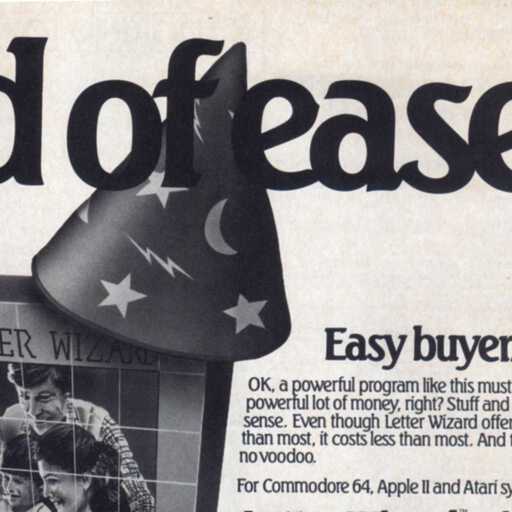 d of ease
ER WIZARD
Easy buyer
OK, a powerful program like this must
powerful lot of money, right? Stuff and
sense. Even though Letter Wizard offer
than most, it costs less than most. And
no voodoo.
For Commodore 64, Apple II and Atari sy